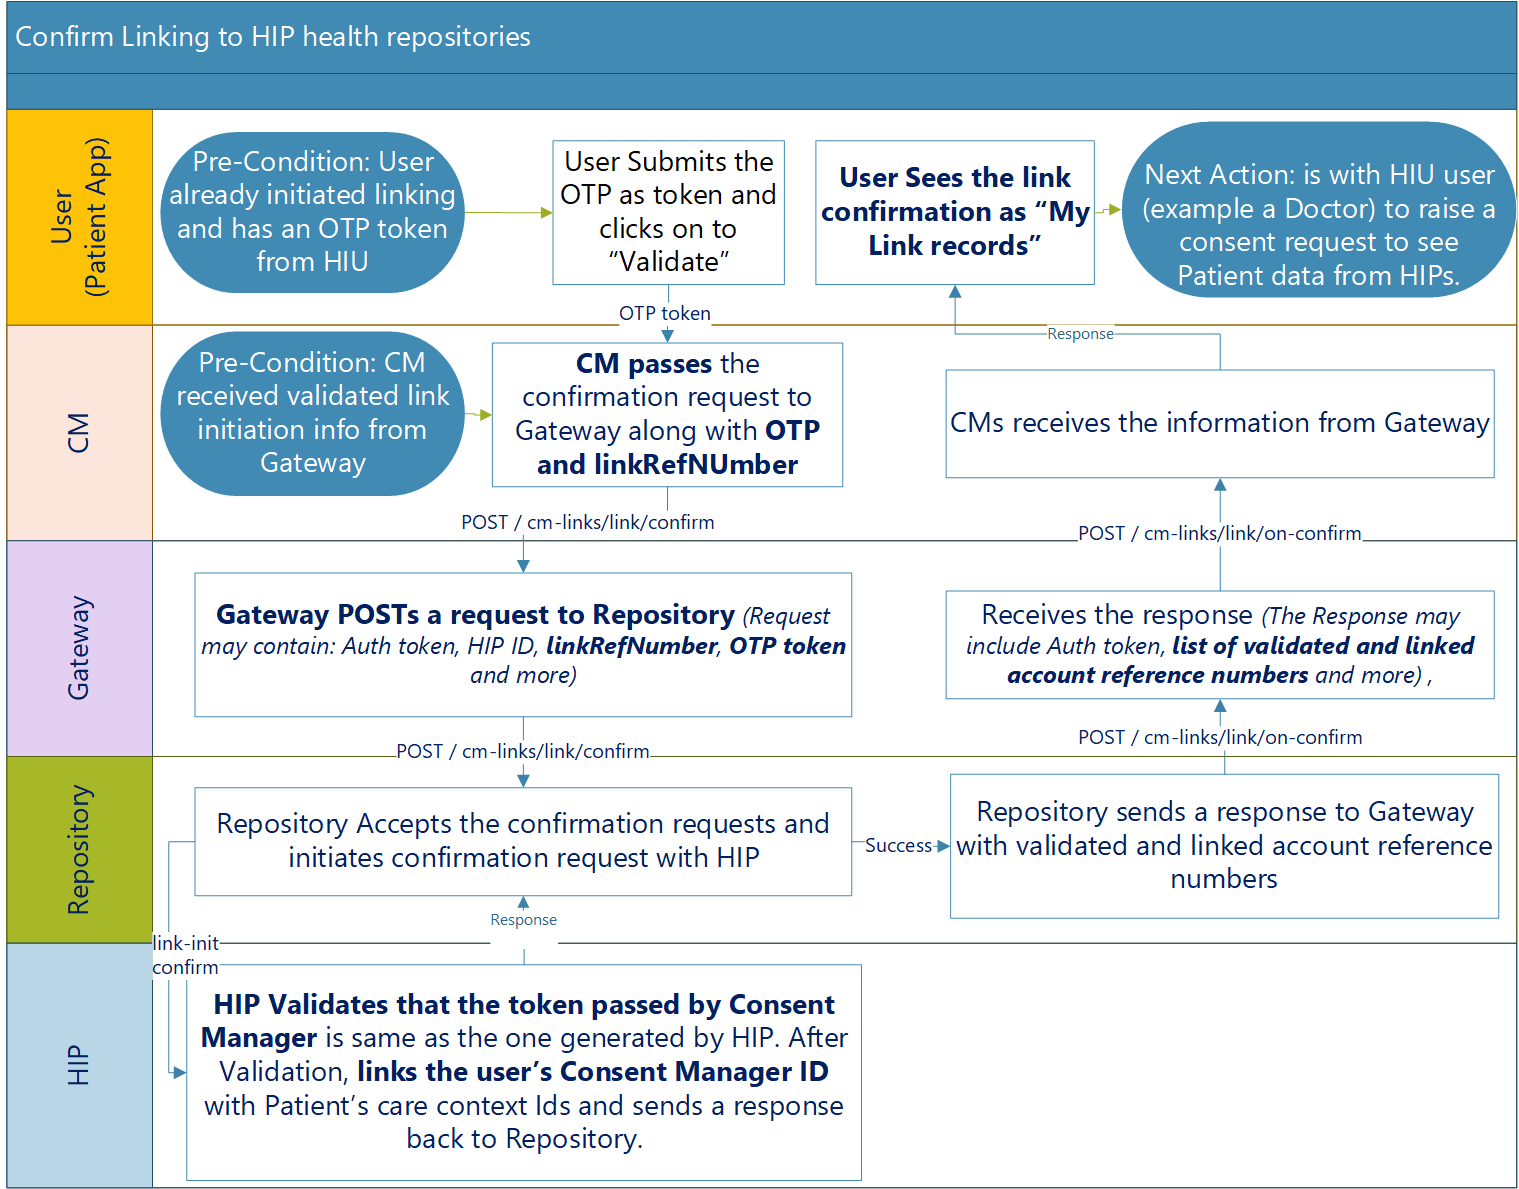 Confirm Linking to HIP health repositories
User
(Patient App)
Pre-Condition: User
already initiated linking
and has an OTP token
from HIU
User Submits the
OTP as token and
clicks on to
“Validate”
User Sees the link
confirmation as “My
Link records”
Next Action: is with HIU user
(example a Doctor) to raise a
consent request to see
Patient data from HIPs.
OTP token
Response
CM
Pre-Condition: CM
received validated link
initiation info from
Gateway
CM passes the
confirmation request to
Gateway along with OTP
and linkRefNUmber
CMs receives the information from Gateway
POST / cm-links/link/confirm
POST / cm-links/link/on-confirm
Gateway
Gateway POSTs a request to Repository (Request
may contain: Auth token, HIP ID, linkRefNumber, OTP token
and more)
Receives the response (The Response may
include Auth token, list of validated and linked
account reference numbers and more) ,
POST / cm-links/link/confirm
POST / cm-links/link/on-confirm
Repository
Repository Accepts the confirmation requests and
initiates confirmation request with HIP
Success
Repository sends a response to Gateway
with validated and linked account reference
numbers
Response
link-init
confirm
HIP
HIP Validates that the token passed by Consent
Manager is same as the one generated by HIP. After
Validation, links the user’s Consent Manager ID
with Patient’s care context Ids and sends a response
back to Repository.